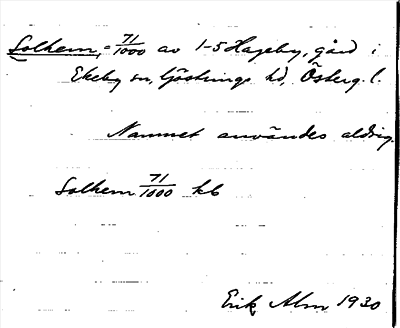 Solhem, = 71/1000 av 1-5 Hageby, gård i
Ekeby sn, Göstrings hd, Österg. l.
Namnet användes aldrig.
Solhem 71/1000 kb
Erik Alm 1930